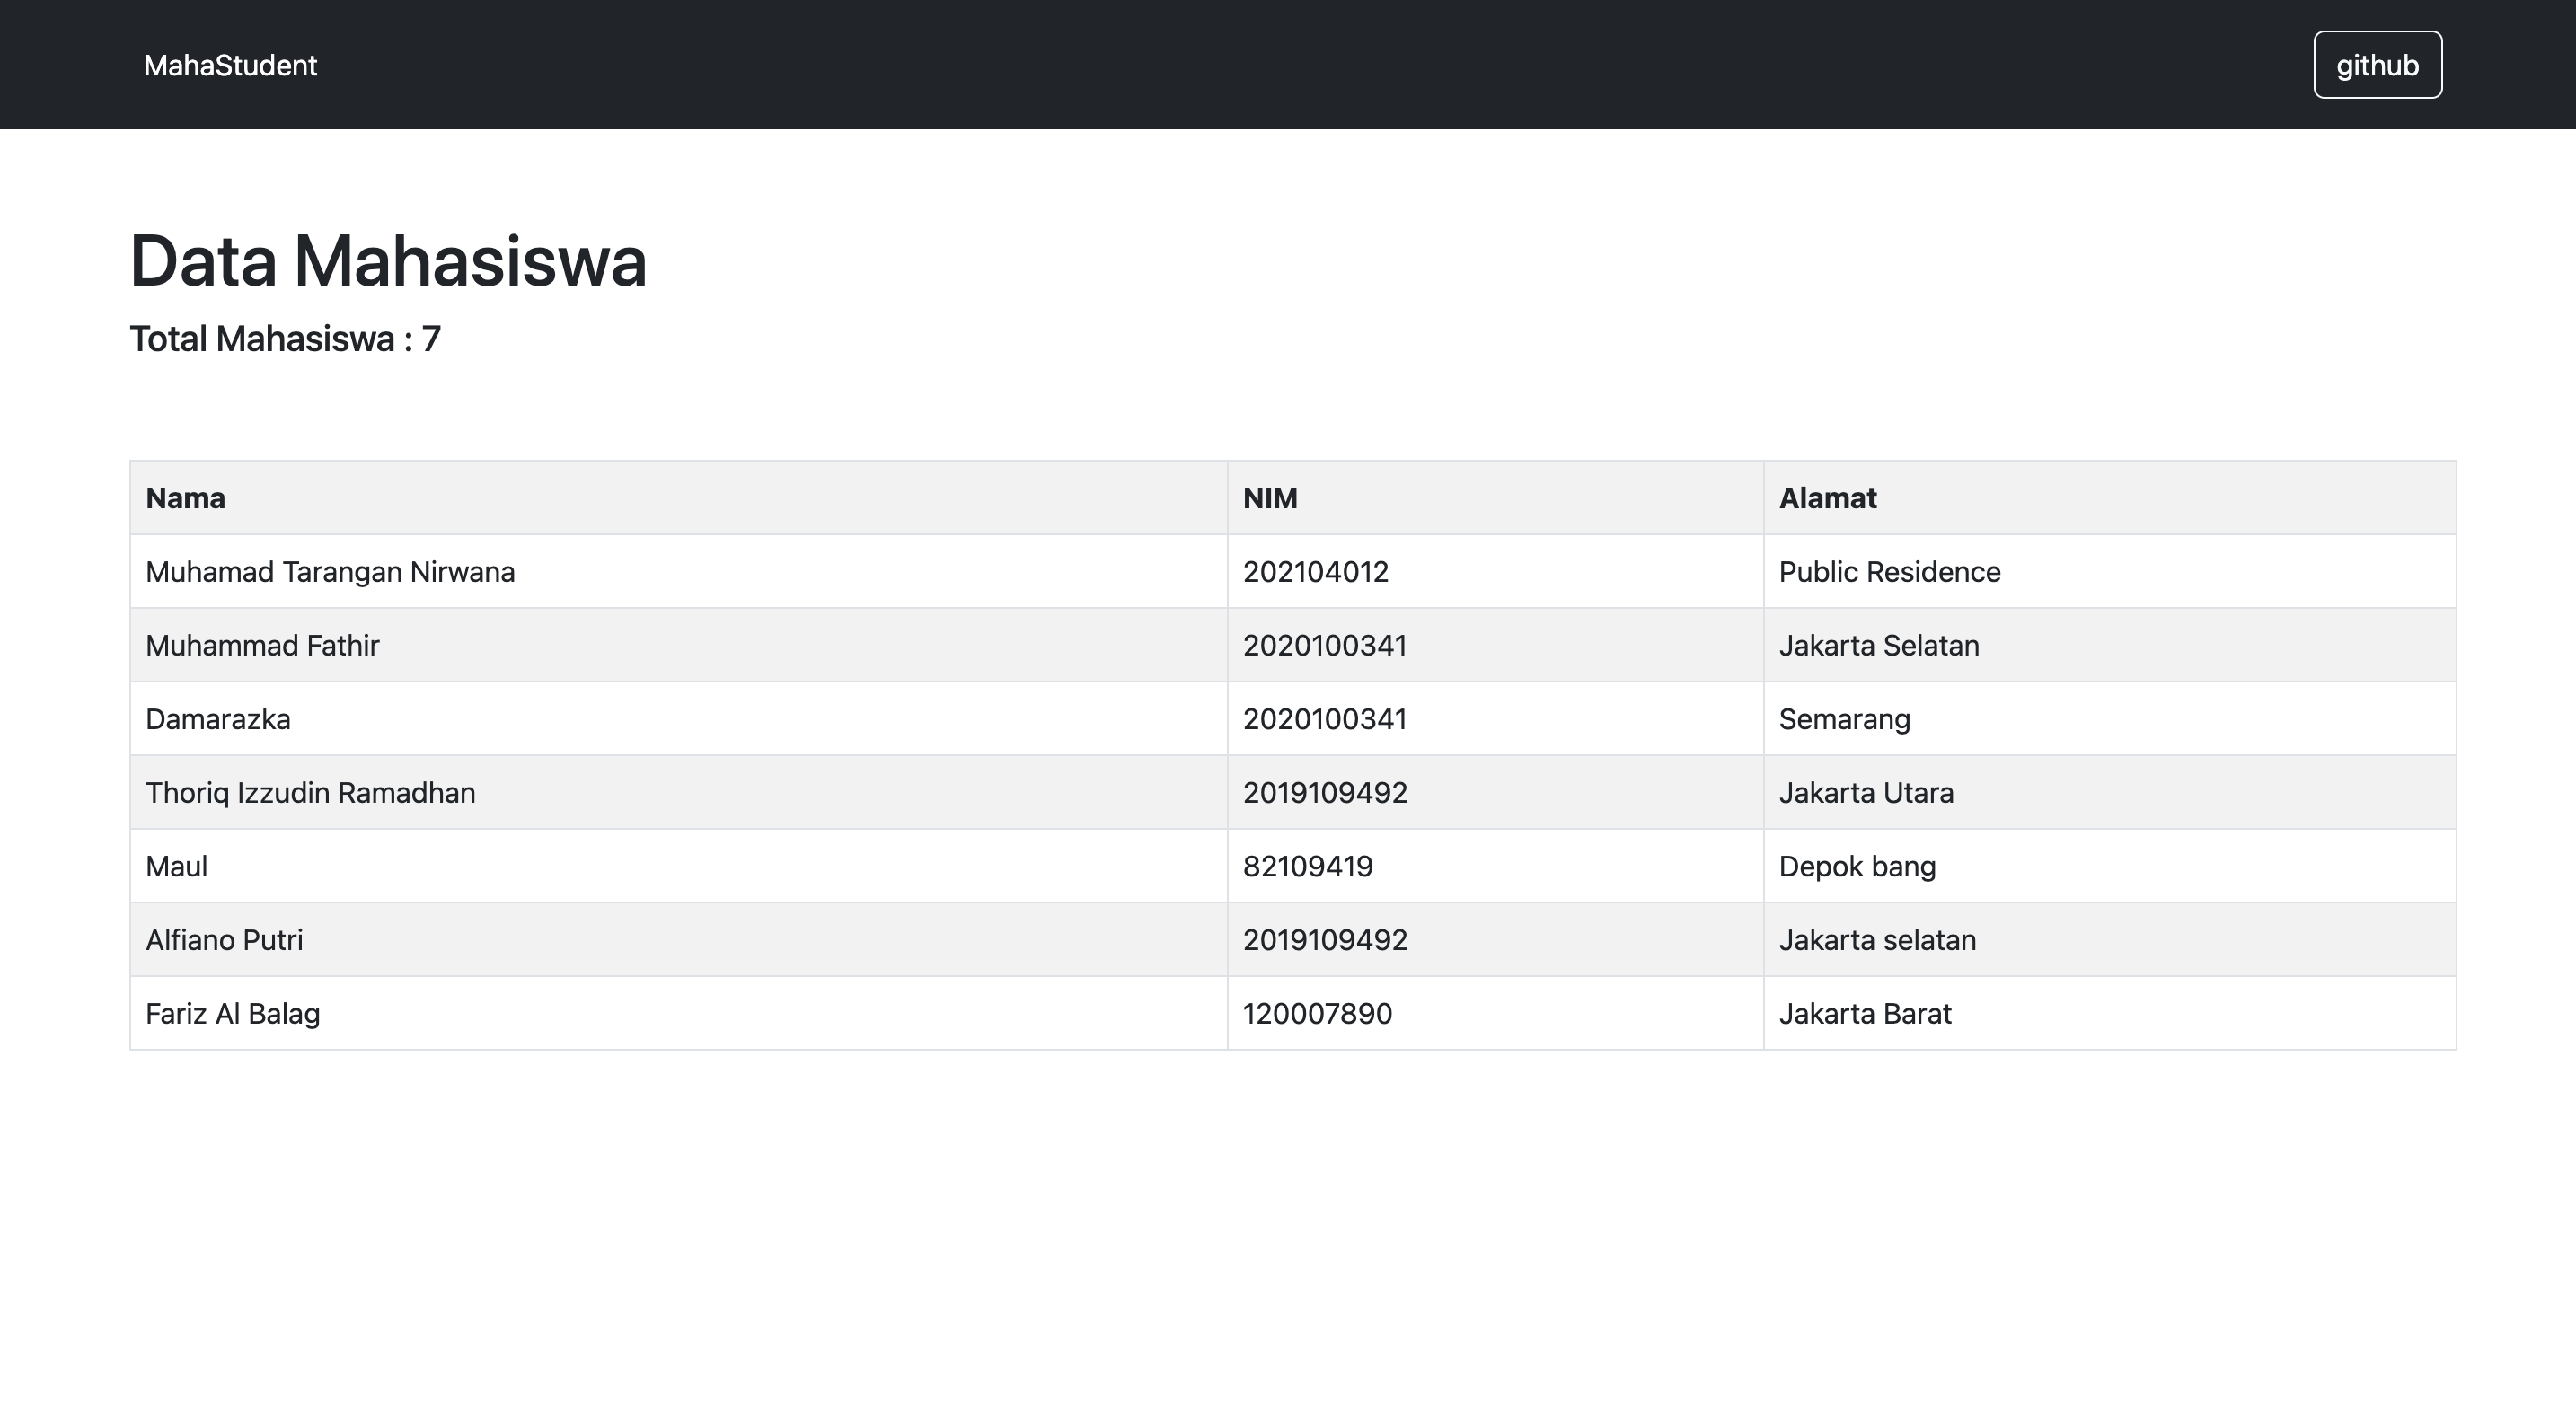 MahaStudent github
Data Mahasiswa
Total Mahasiswa : 7
Nama NIM Alamat
Muhamad Tarangan Nirwana 202104012 Public Residence
Muhammad Fathir 2020100341 Jakarta Selatan
Damarazka 2020100341 Semarang
Thoriq Izzudin Ramadhan 2019109492 Jakarta Utara
Maul 82109419 Depok bang
Alfiano Putri 2019109492 Jakarta selatan
Fariz Al Balag 120007890 Jakarta Barat